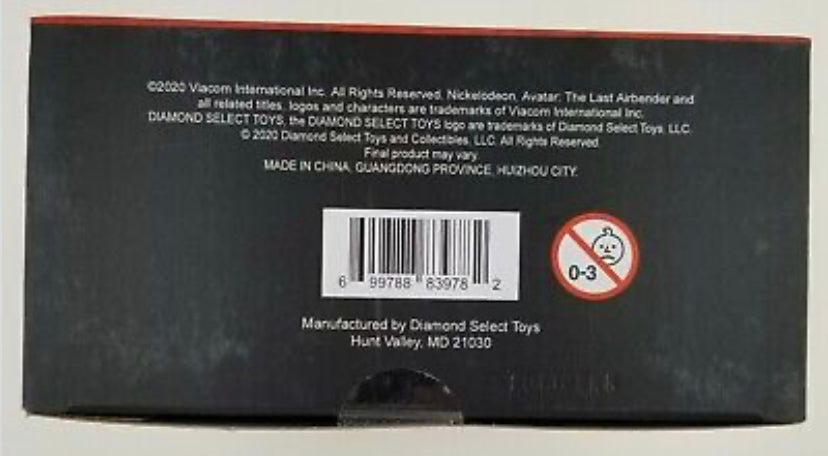 ©2020 Viacom International Inc. All Rights Reserved. Nickelodeon, Avatar: The Last Airbender and
all related titles, logos and characters are trademarks of Viacom International Inc.
DIAMOND SELECT TOYS, the DIAMOND SELECT TOYS logo are trademarks of Diamond Select Toys, LLC.
© 2020 Diamond Select Toys and Collectibles, LLC. All Rights Reserved.
Final product may vary.
MADE IN CHINA, GUANGDONG PROVINCE, HUIZHOU CITY.
6 99788 83978 2
0-3
Manufactured by Diamond Select Toys
Hunt Valley, MD 21030